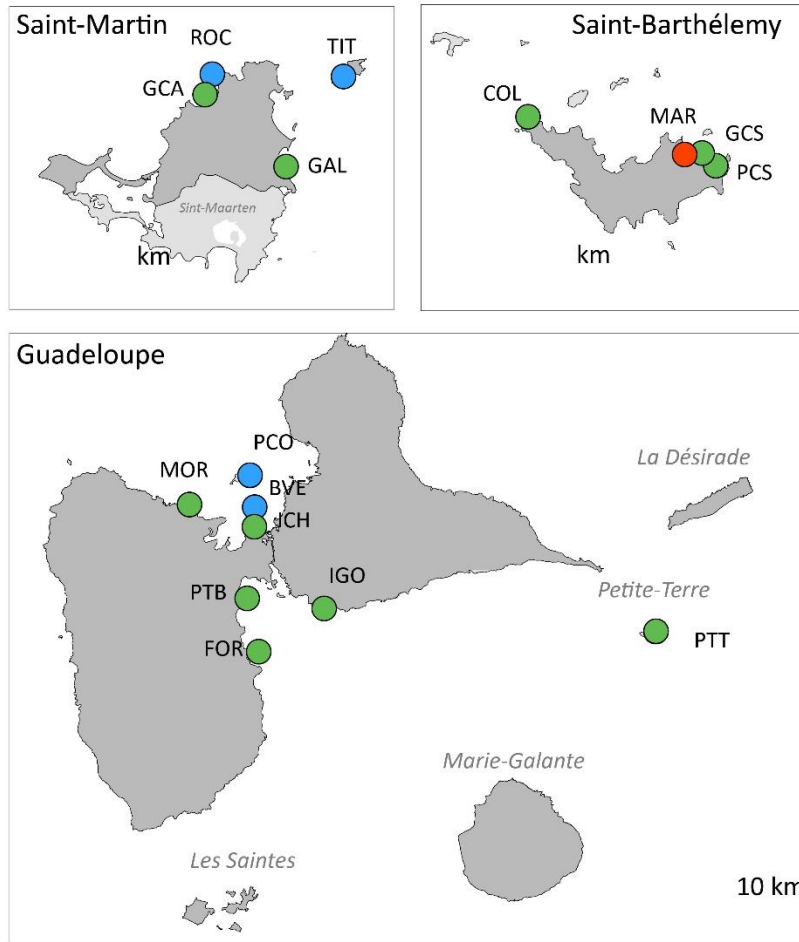 Saint-Martin
ROC
TIT
GCA
GAL
Sint-Maarten
km
Saint-Barthélemy
COL
MAR
GCS
PCS
km
Guadeloupe
PCO
MOR
La Désirade
BVE
JCH
IGO
PTB
Petite-Terre
FOR
PTT
Marie-Galante
Les Saintes
10 km